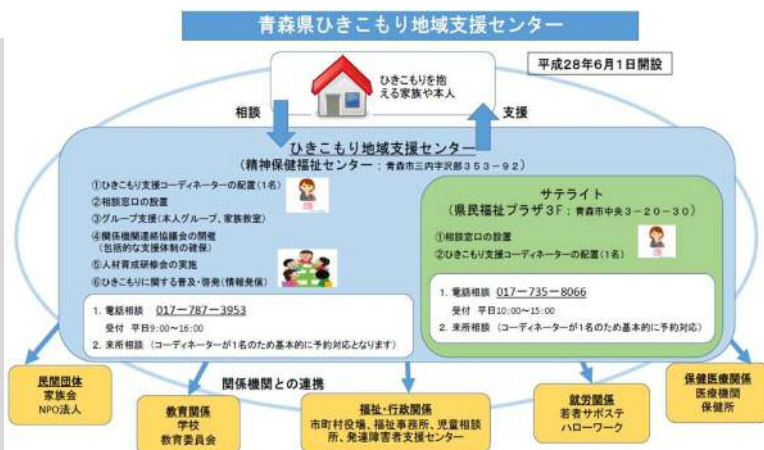 青森県ひきこもり地域支援センター
平成28年6月1日開設
ひきこもりを抱
える家族や本人
相談
支援
ひきこもり地域支援センター
(精神保健福祉センター:青森市三内字沢部353-92)
①ひきこもり支援コーディネーターの配置(1名)
②相談窓口の設置
③グループ支援(本人グループ、家族教室)
④関係機関連絡協議会の開催
(包括的な支援体制の確保)
⑤人材育成研修会の実施
⑥ひきこもりに関する普及・啓発(情報発信)
1. 電話相談 017-787-3953
受付 平日9:00~16:00
2. 来所相談 (コーディネーターが1名のため基本的に予約対応となります)
サテライト
(県民福祉プラザ3F:青森市中央3-20-30)
①相談窓口の設置
②ひきこもり支援コーディネーターの配置(1名)
1. 電話相談 017-735-8066
受付 平日10:00~15:00
2. 来所相談 (コーディネーターが1名のため基本的に予約対応)
関係機関との連携
民間団体
家族会
NPO法人
教育関係
学校
教育委員会
福祉・行政関係
市町村役場、福祉事務所、児童相談
所、発達障害者支援センター
就労関係
若者サポステ
ハローワーク
保健医療関係
医療機関
保健所